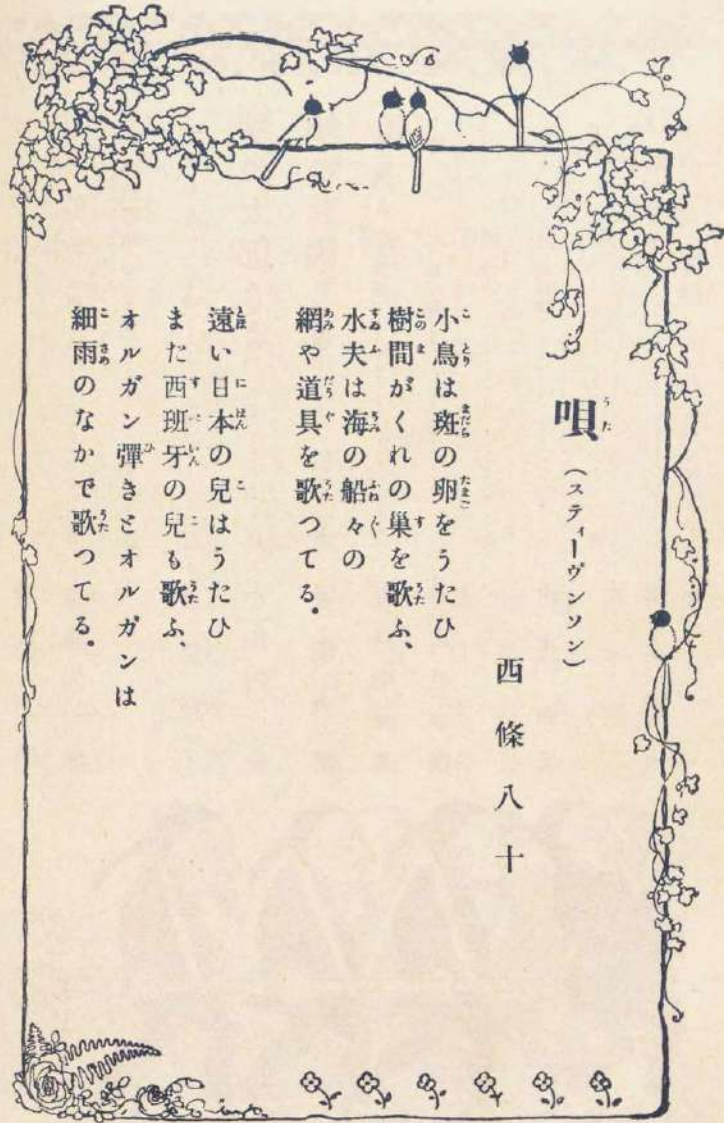 唄 (スティーヴンソン)
西條八十
小鳥は斑の卵をうたひ
樹間がくれの巣を歌ふ、
水夫は海の船々の
網や道具を歌つてる。
遠い日本の兒はうたひ
また西班牙の兒も歌ふ、
オルガン彈きとオルガンは
細雨のなかで歌つてる。